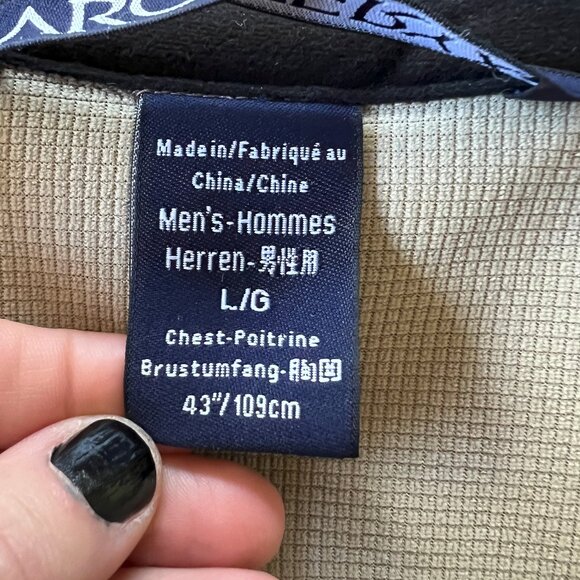 ARC
Made in/Fabriqué au
China/Chine
Men's-Hommes
Herren-男性用
L/G
Chest-Poitrine
Brustumfang-胸囲
43"/109cm